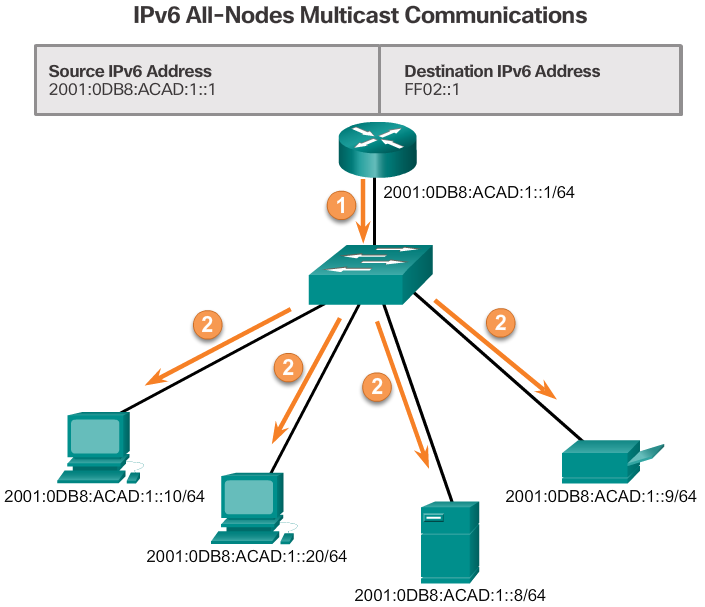 IPv6 All-Nodes Multicast Communications
Source IPv6 Address
2001:0DB8:ACAD:1::1
Destination IPv6 Address
FF02::1
2001:0DB8:ACAD:1::1/64
1
2
2
2
2
2001:0DB8:ACAD:1::10/64
2001:0DB8:ACAD:1::20/64
2001:0DB8:ACAD:1::8/64
2001:0DB8:ACAD:1::9/64